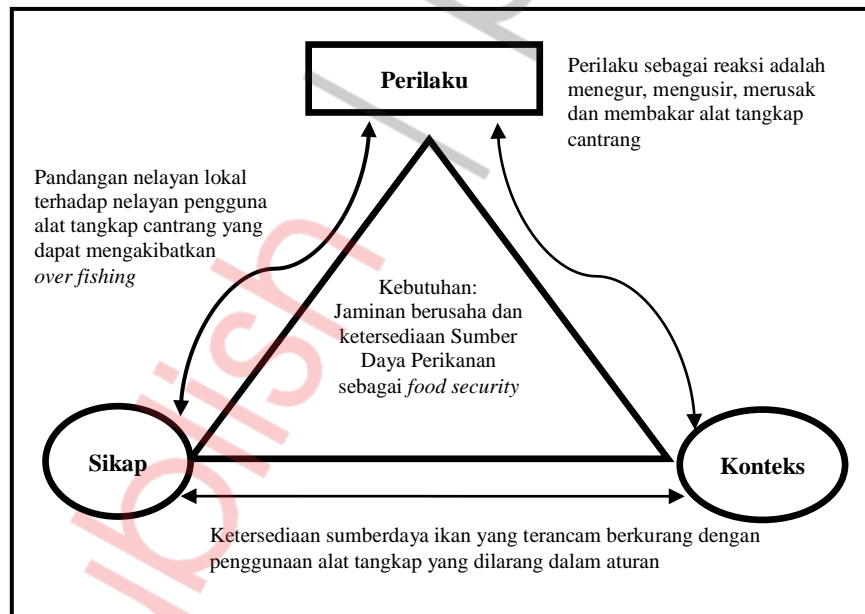 Perilaku
Perilaku sebagai reaksi adalah
menegur, mengusir, merusak
dan membakar alat tangkap
cantrang
Pandangan nelayan lokal
terhadap nelayan pengguna
alat tangkap cantrang yang
dapat mengakibatkan
over fishing
Kebutuhan:
Jaminan berusaha dan
ketersediaan Sumber
Daya Perikanan
sebagai food security
Sikap
Konteks
Ketersediaan sumberdaya ikan yang terancam berkurang dengan
penggunaan alat tangkap yang dilarang dalam aturan